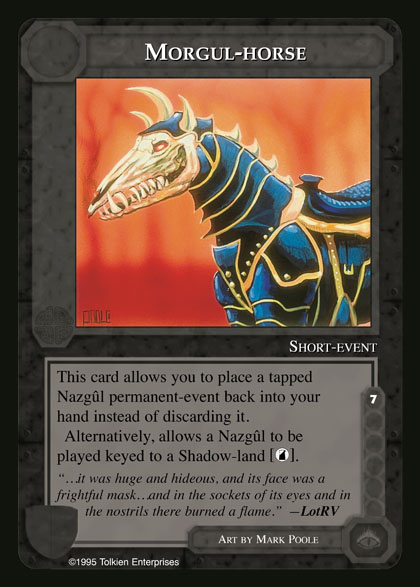 Morgul-horse
Short-event
This card allows you to place a tapped
Nazgûl permanent-event back into your
hand instead of discarding it.
Alternatively, allows a Nazgûl to be
played keyed to a Shadow-land [].
7
“…it was huge and hideous, and its face was a
frightful mask…and in the sockets of its eyes and in
the nostrils there burned a flame.” —LotRV
Art by Mark Poole
©1995 Tolkien Enterprises